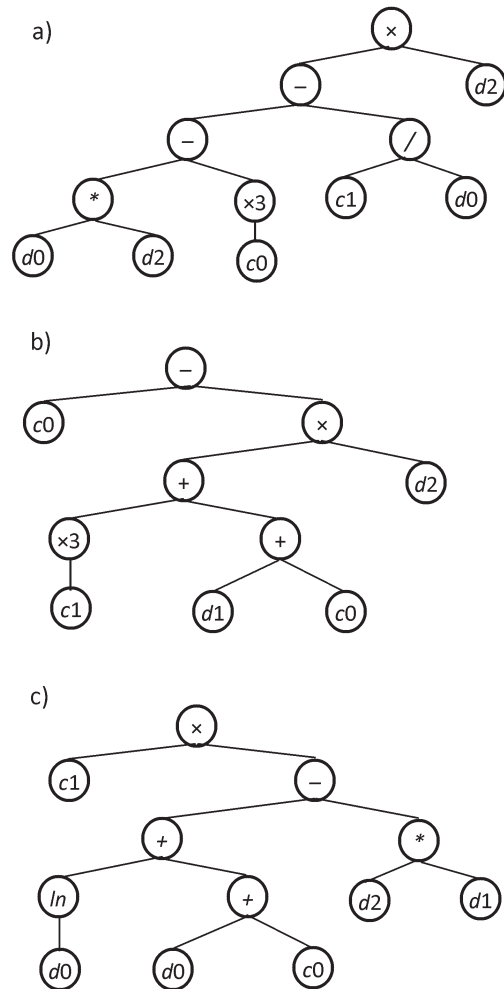 a)
×
– d2
– /
* ×3 c1 d0
d0 d2 c0
b)
–
c0 ×
+ d2
×3 +
c1 d1 c0
c)
×
c1 –
+ *
ln + d2 d1
d0 d0 c0